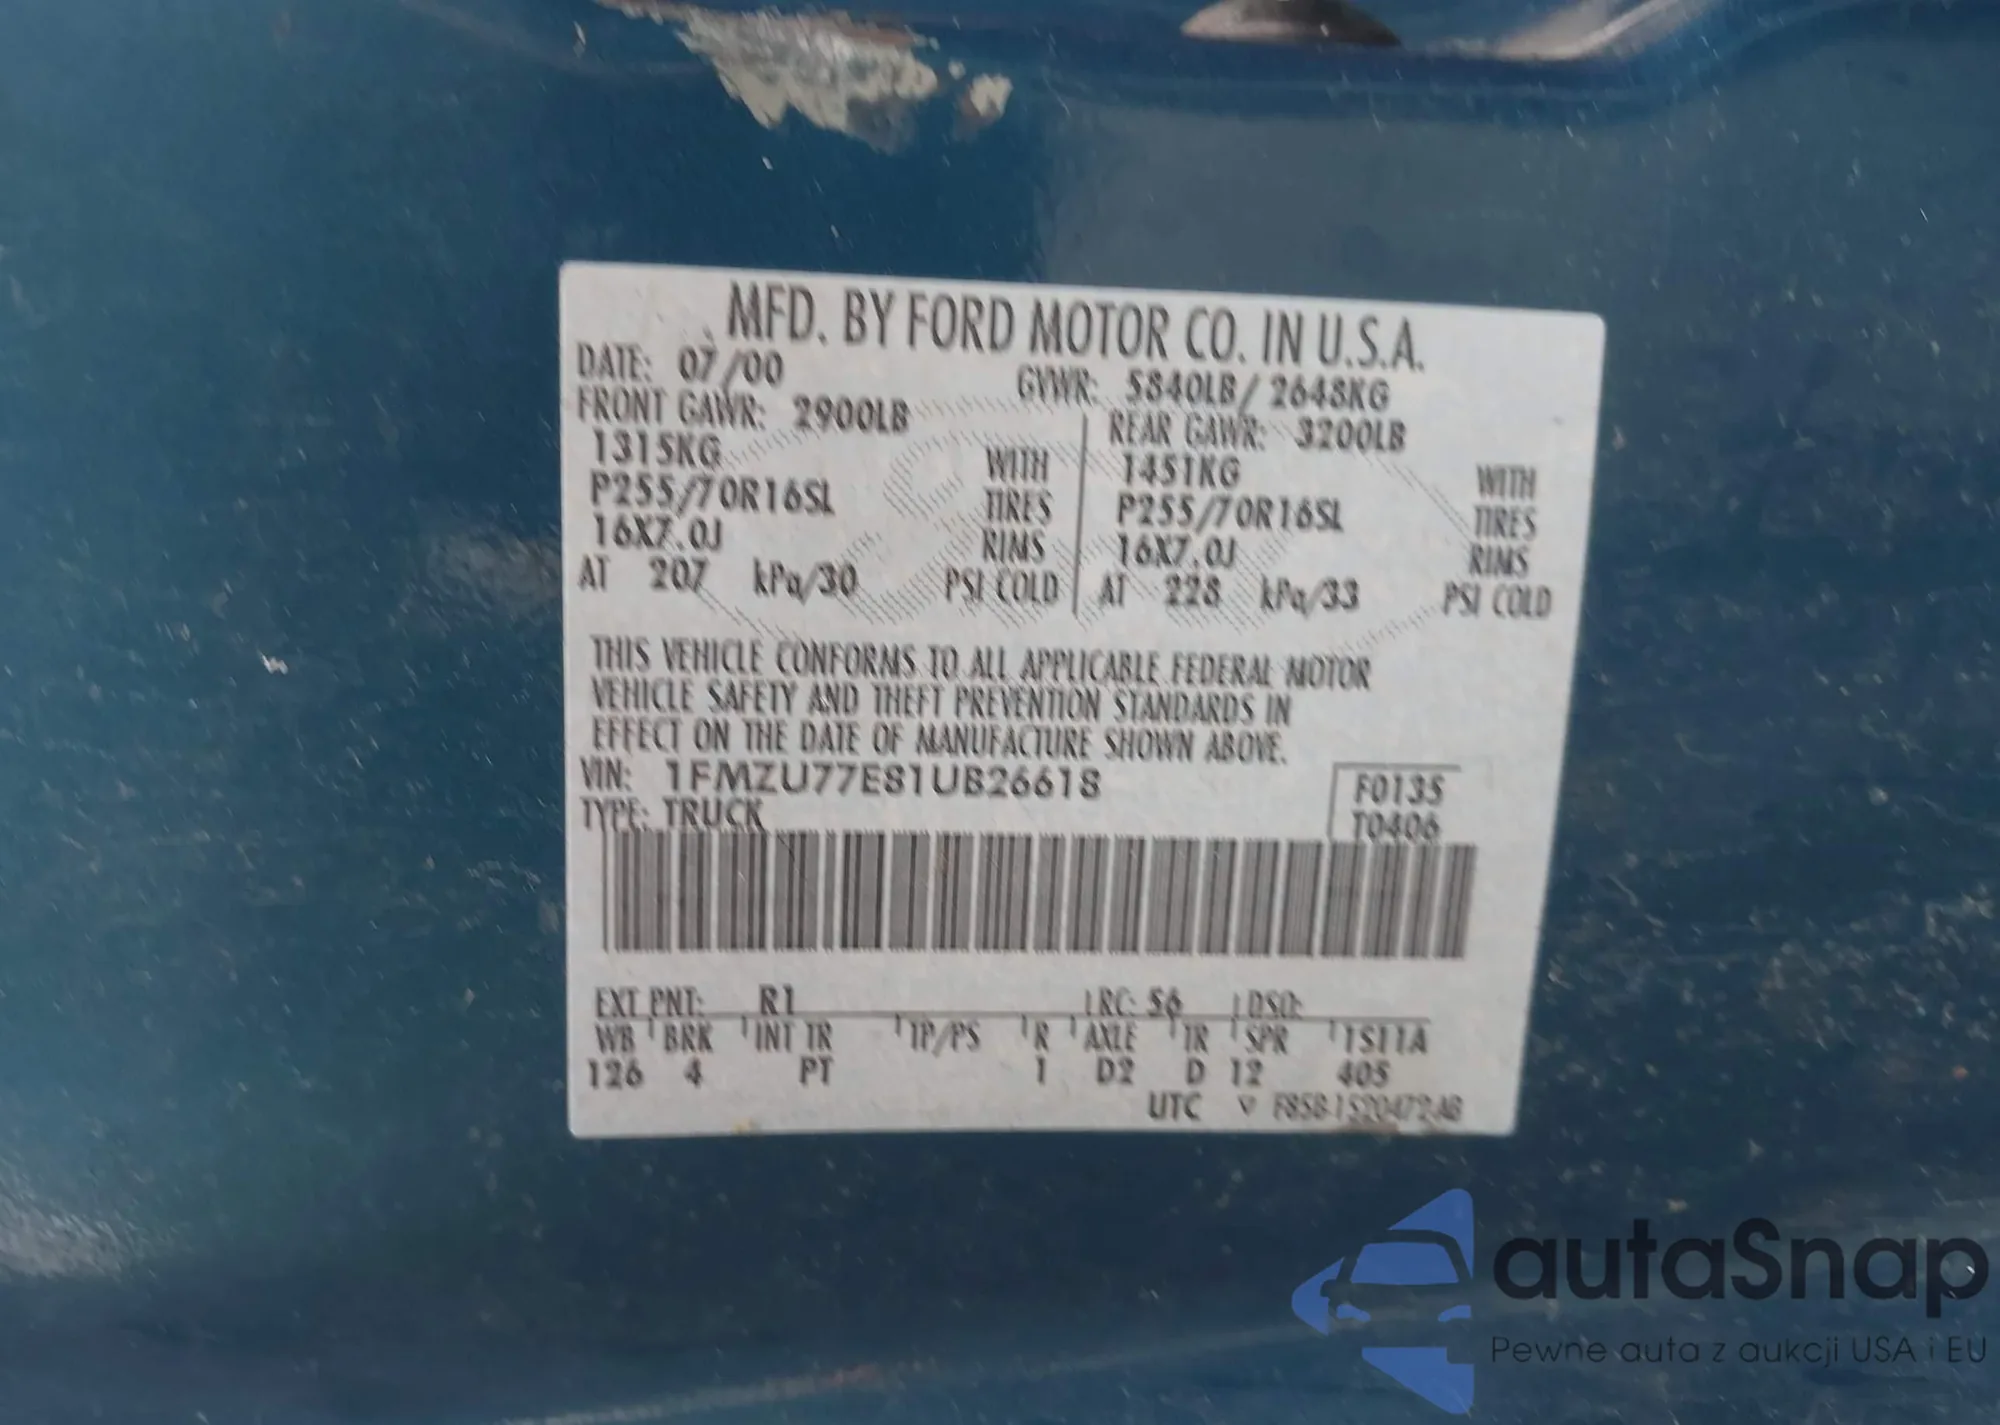 MFD. BY FORD MOTOR CO. IN U.S.A.
DATE: 07/00 GVWR: 5840LB/ 2648KG
FRONT GAWR: 2900LB REAR GAWR: 3200LB
1315KG WITH 1451KG WITH
P255/70R16SL TIRES P255/70R16SL TIRES
16X7.0J RIMS 16X7.0J RIMS
AT 207 kPa/30 PSI COLD AT 228 kPa/33 PSI COLD
THIS VEHICLE CONFORMS TO ALL APPLICABLE FEDERAL MOTOR
VEHICLE SAFETY AND THEFT PREVENTION STANDARDS IN
EFFECT ON THE DATE OF MANUFACTURE SHOWN ABOVE.
VIN: 1FMZU77E81UB26618 F0135
TYPE: TRUCK T0406
EXT PNT: R1 RC: 56 DSO:
WB BRK INT TR TP/PS R AXLE TR SPR TS11A
126 4 PT 1 D2 D 12 405
UTC ▽ F85B-1520472-AB
autaSnap
Pewne auta z aukcji USA i EU